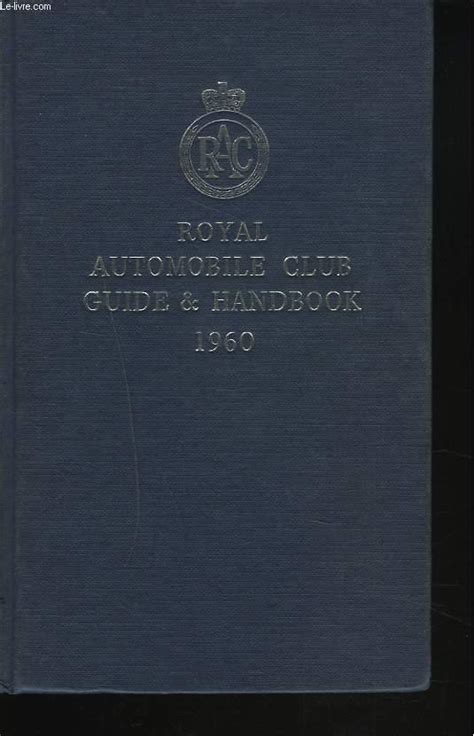 Le-livre.com
RAC
ROYAL
AUTOMOBILE CLUB
GUIDE & HANDBOOK
1960